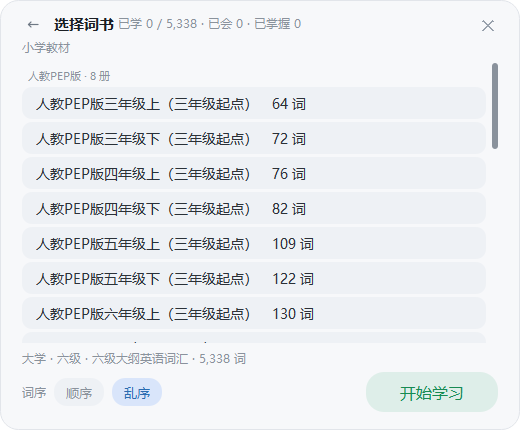 ← 选择词书 已学 0 / 5,338 · 已会 0 · 已掌握 0
小学教材
人教PEP版 · 8 册
人教PEP版三年级上（三年级起点） 64 词
人教PEP版三年级下（三年级起点） 72 词
人教PEP版四年级上（三年级起点） 76 词
人教PEP版四年级下（三年级起点） 82 词
人教PEP版五年级上（三年级起点） 109 词
人教PEP版五年级下（三年级起点） 122 词
人教PEP版六年级上（三年级起点） 130 词
大学 · 六级 · 六级大纲英语词汇 · 5,338 词
词序 顺序 乱序 开始学习